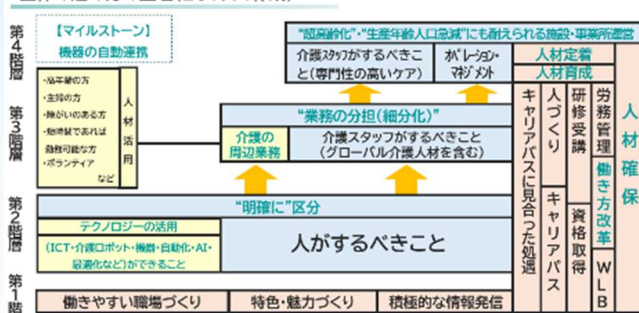 第4階層
【マイルストーン】
機器の自動連携
"超高齢化"・"生産年齢人口急減"にも耐えられる施設・事業所運営
介護スタッフがするべきこ
と(専門性の高いケア)
オペレーション・
マネジメント
人材定着
人材育成
・高年齢の方
・主婦の方
・障がいのある方
・短時間であれば
勤務可能な方
・ボランティア
など
人材活用
第3階層
"業務の分担(細分化)"
介護の
周辺業務
介護スタッフがするべきこと
(グローバル介護人材を含む)
第2階層
"明確に"区分
テクノロジーの活用
(ICT・介護ロボット・機器・自動化・AI・
最適化など)ができること
人がするべきこと
第1階
働きやすい職場づくり
特色・魅力づくり
積極的な情報発信
キャリアパスに見合った処遇
人づくり
キャリアパス
研修受講
資格取得
労務管理
働き方改革
WLB
人材確保